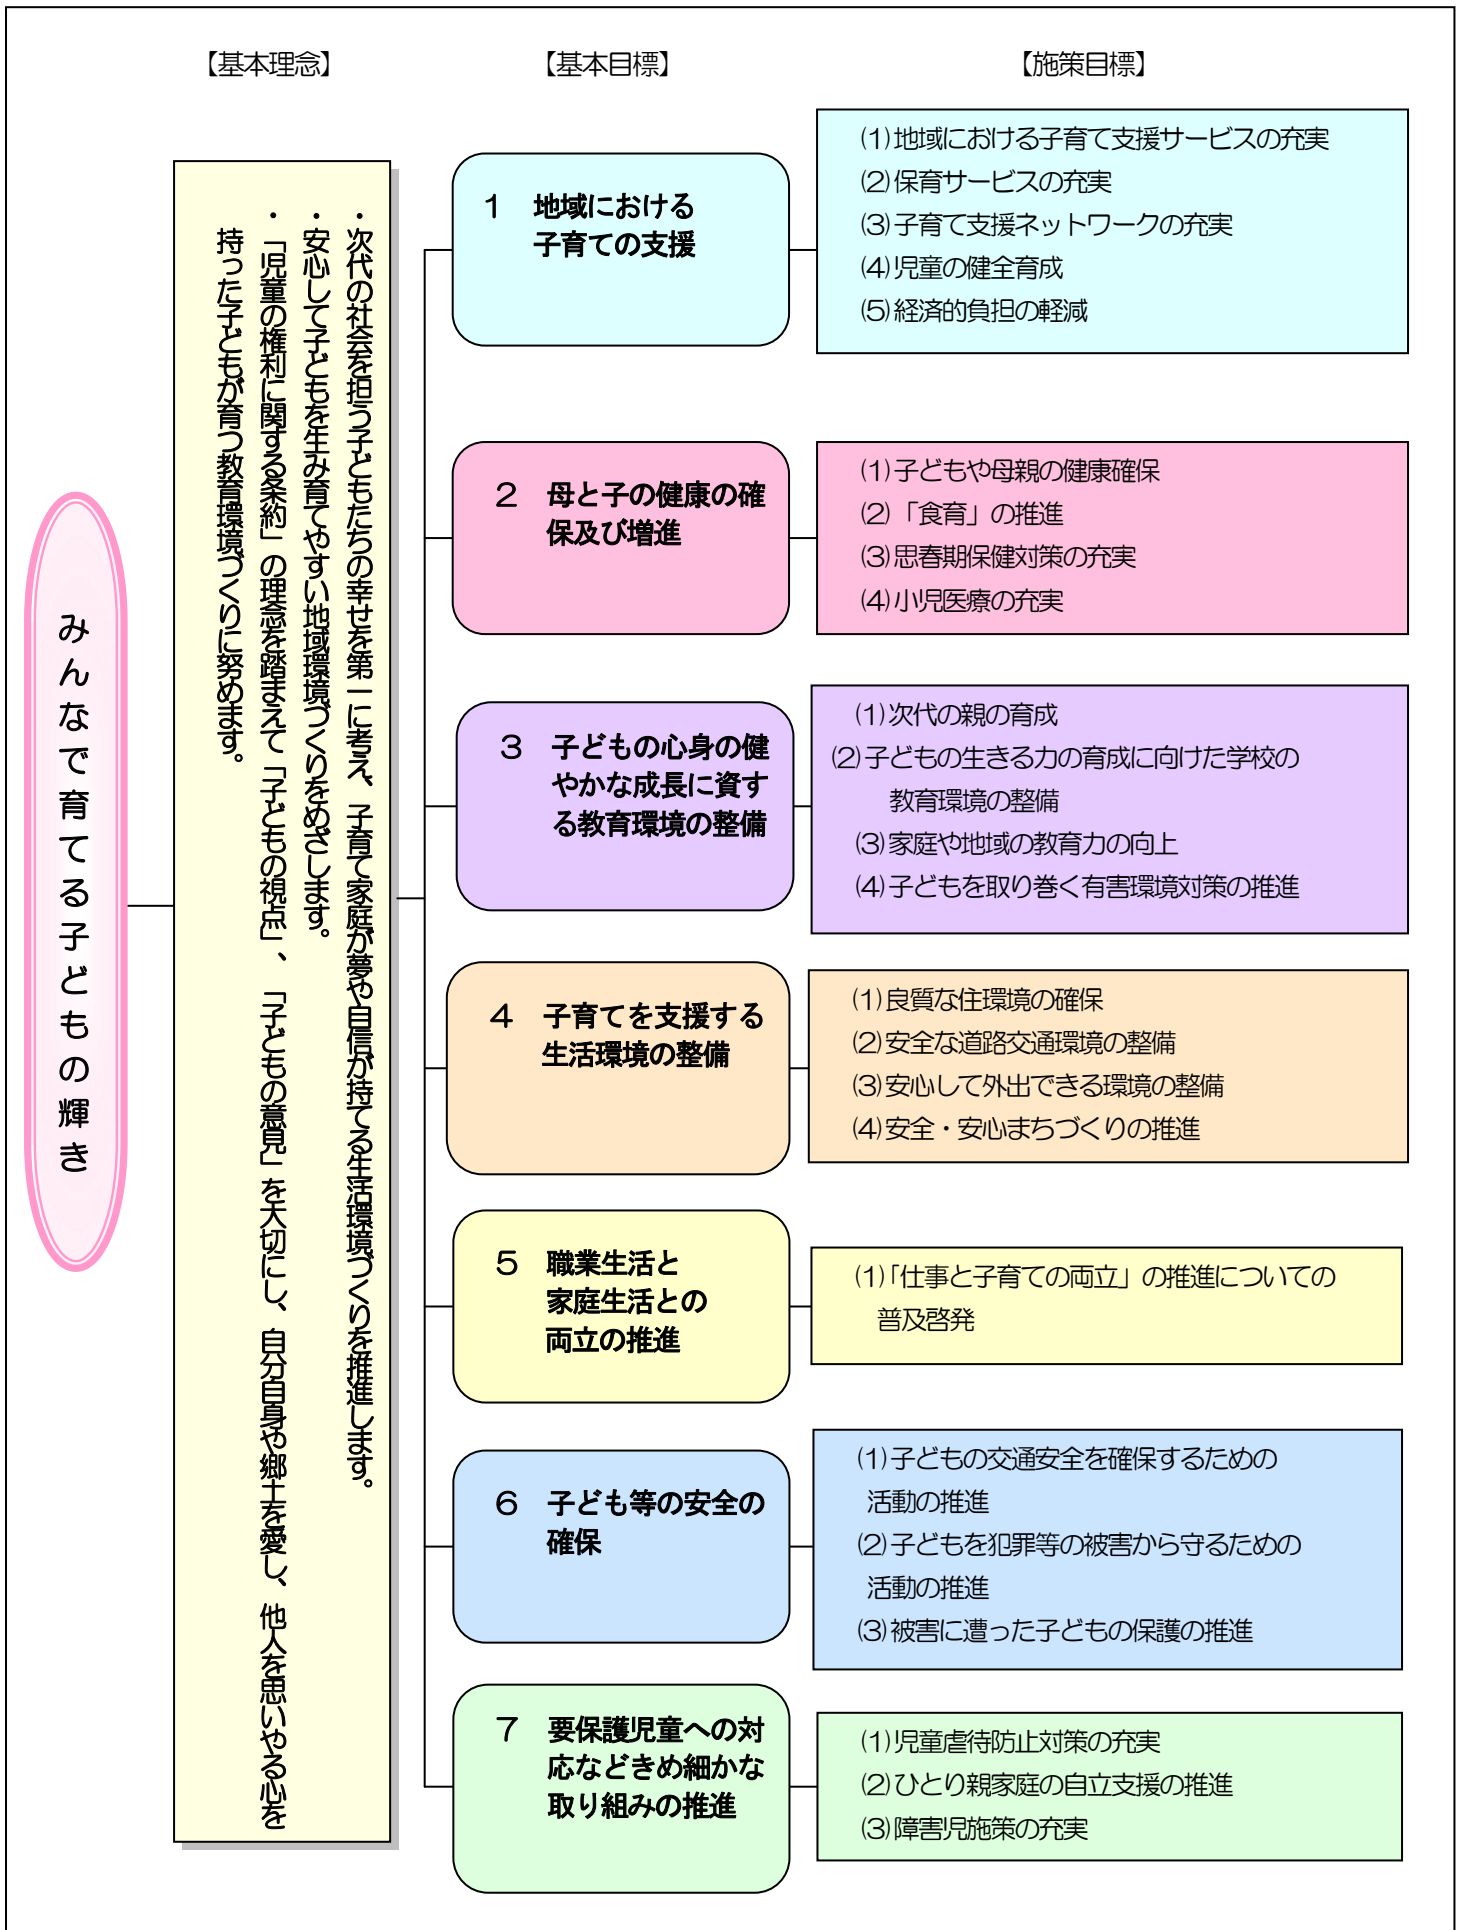 【基本理念】
【基本目標】
【施策目標】
みんなで育てる子どもの輝き
・次代の社会を担う子どもたちの幸せを第一に考え、子育て家庭が夢や自信が持てる生活環境づくりを推進します。
・安心して子どもを生み育てやすい地域環境づくりをめざします。
・「児童の権利に関する条約」の理念を踏まえて「子どもの視点」、「子どもの意見」を大切にし、自分自身や郷土を愛し、他人を思いやる心を
持った子どもが育つ教育環境づくりに努めます。
1 地域における
子育ての支援
(1)地域における子育て支援サービスの充実
(2)保育サービスの充実
(3)子育て支援ネットワークの充実
(4)児童の健全育成
(5)経済的負担の軽減
2 母と子の健康の確
保及び増進
(1)子どもや母親の健康確保
(2)「食育」の推進
(3)思春期保健対策の充実
(4)小児医療の充実
3 子どもの心身の健
やかな成長に資す
る教育環境の整備
(1)次代の親の育成
(2)子どもの生きる力の育成に向けた学校の
教育環境の整備
(3)家庭や地域の教育力の向上
(4)子どもを取り巻く有害環境対策の推進
4 子育てを支援する
生活環境の整備
(1)良質な住環境の確保
(2)安全な道路交通環境の整備
(3)安心して外出できる環境の整備
(4)安全・安心まちづくりの推進
5 職業生活と
家庭生活との
両立の推進
(1)「仕事と子育ての両立」の推進についての
普及啓発
6 子ども等の安全の
確保
(1)子どもの交通安全を確保するための
活動の推進
(2)子どもを犯罪等の被害から守るための
活動の推進
(3)被害に遭った子どもの保護の推進
7 要保護児童への対
応などきめ細かな
取り組みの推進
(1)児童虐待防止対策の充実
(2)ひとり親家庭の自立支援の推進
(3)障害児施策の充実